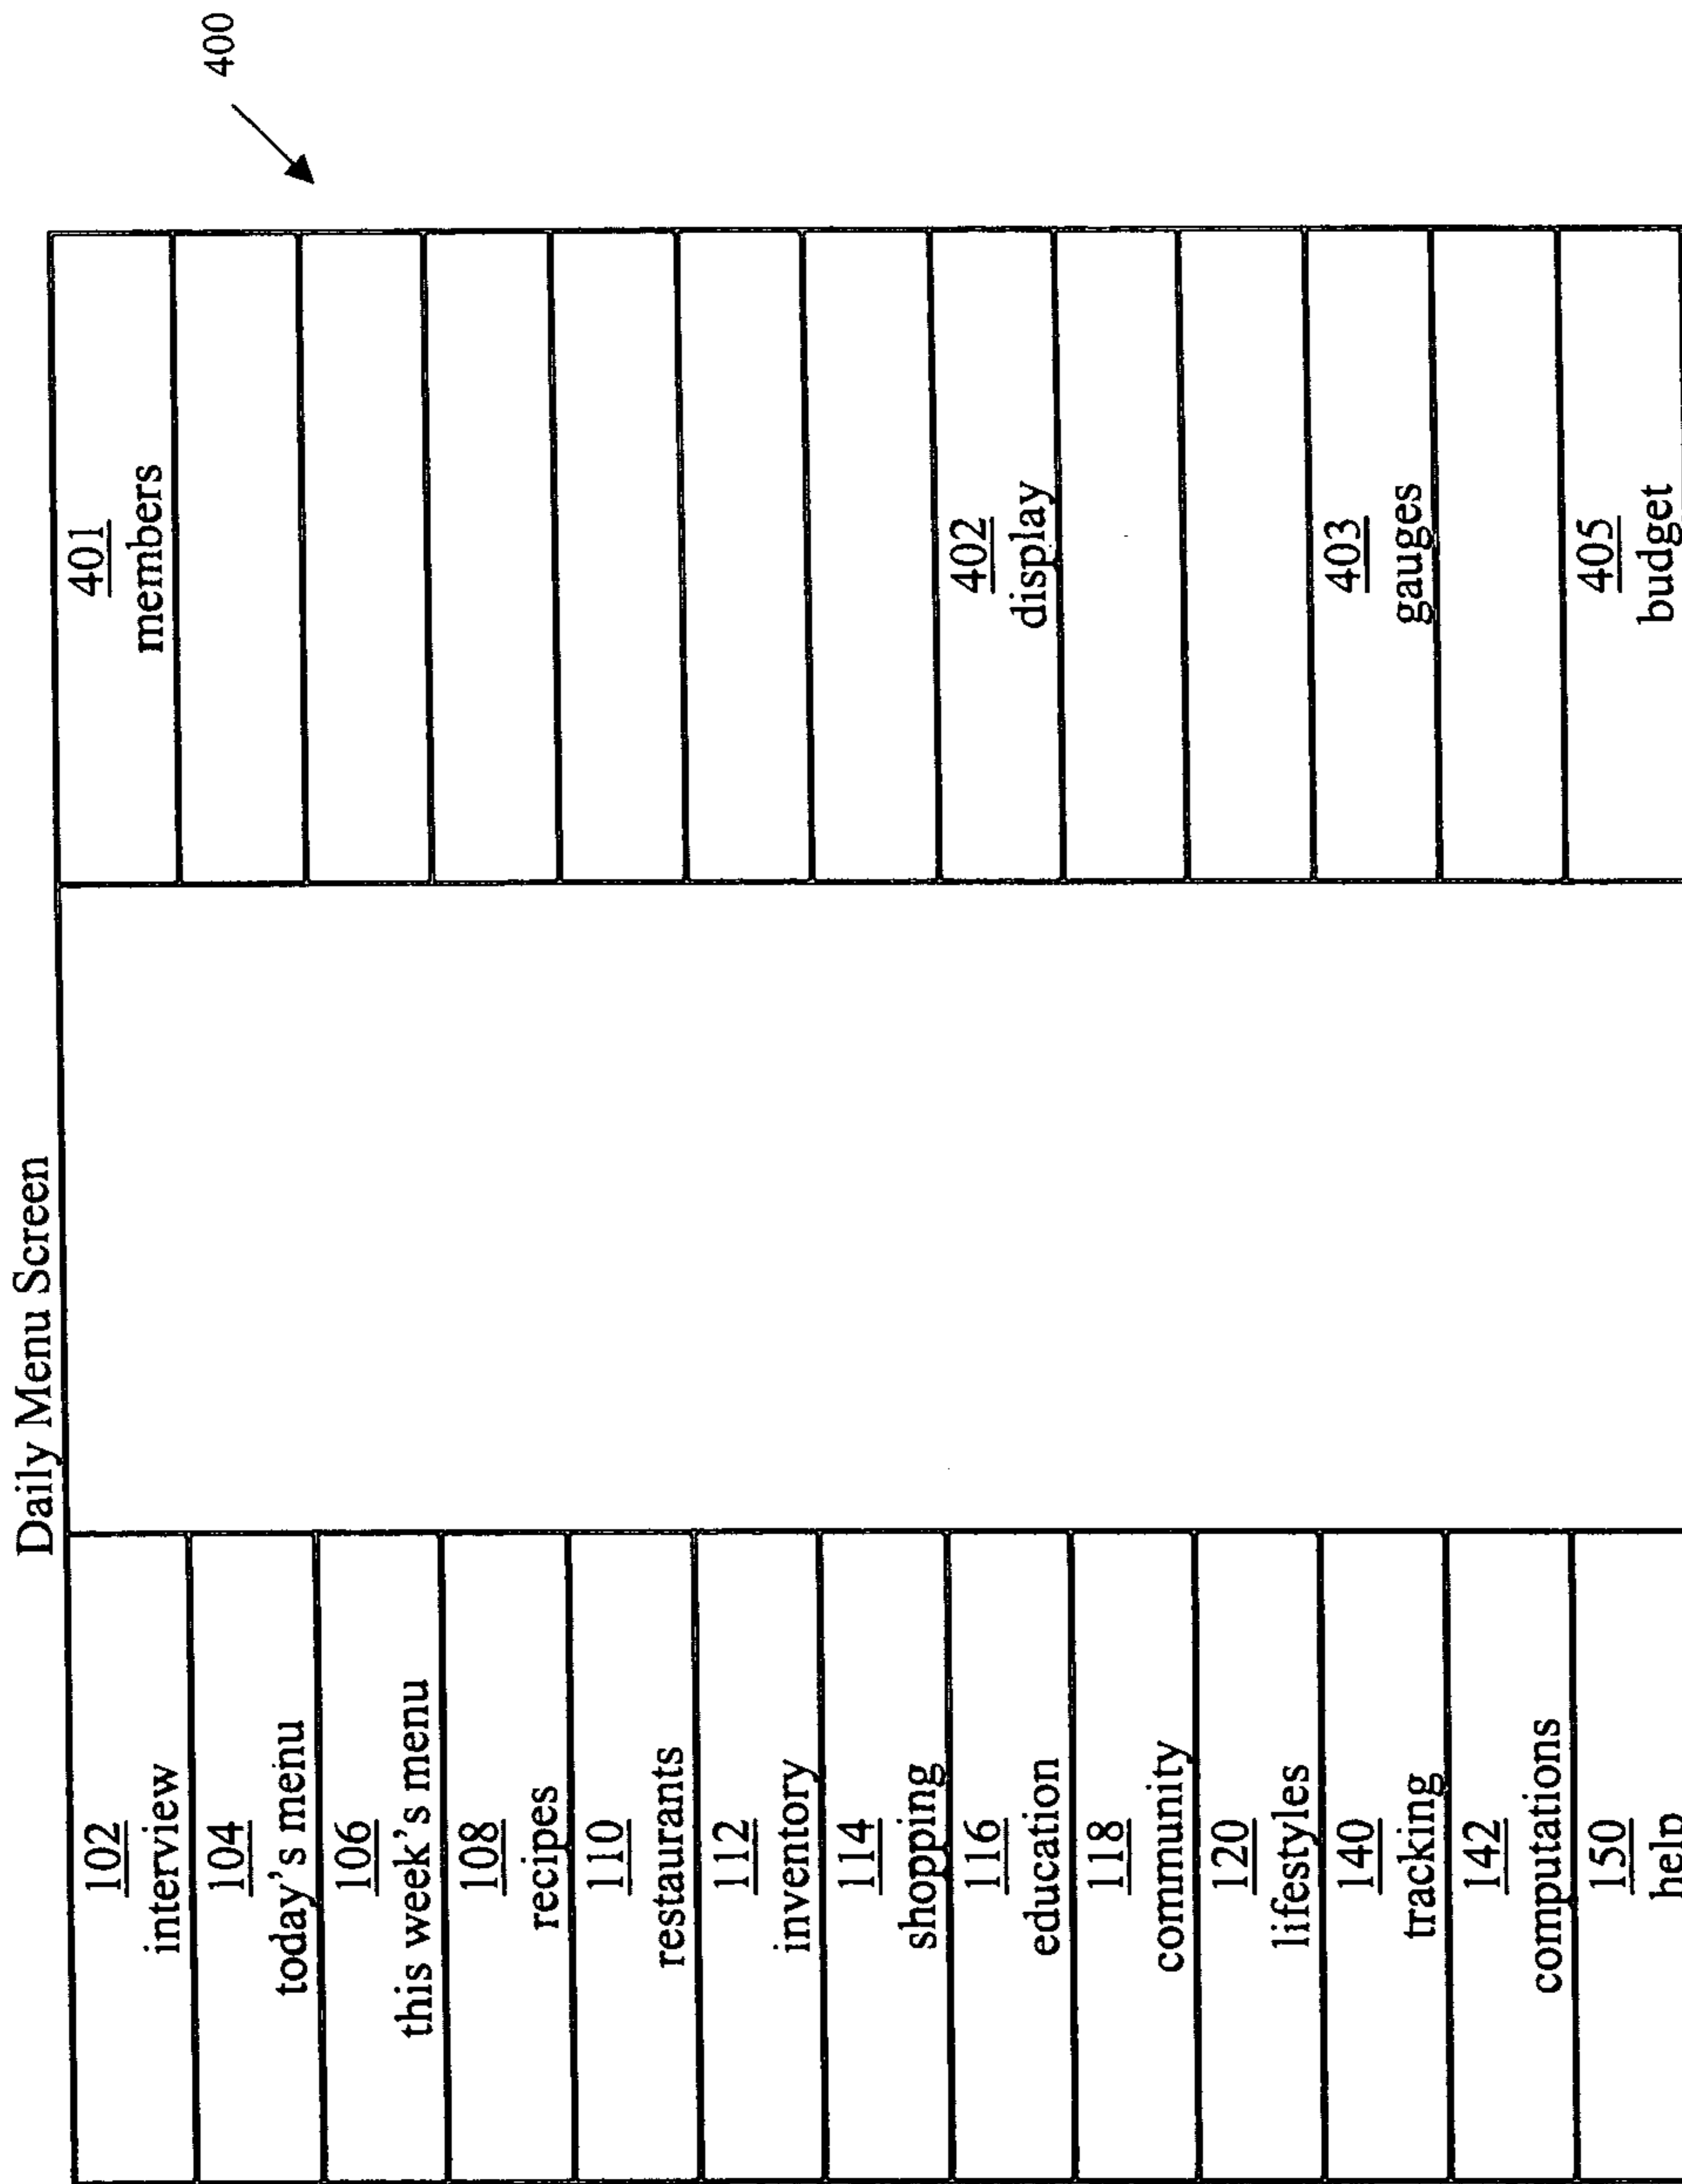 Daily Menu Screen
400
102
interview
104
today's menu
106
this week's menu
108
recipes
110
restaurants
112
inventory
114
shopping
116
education
118
community
120
lifestyles
140
tracking
142
computations
150
help
401
members
402
display
403
gauges
405
budget